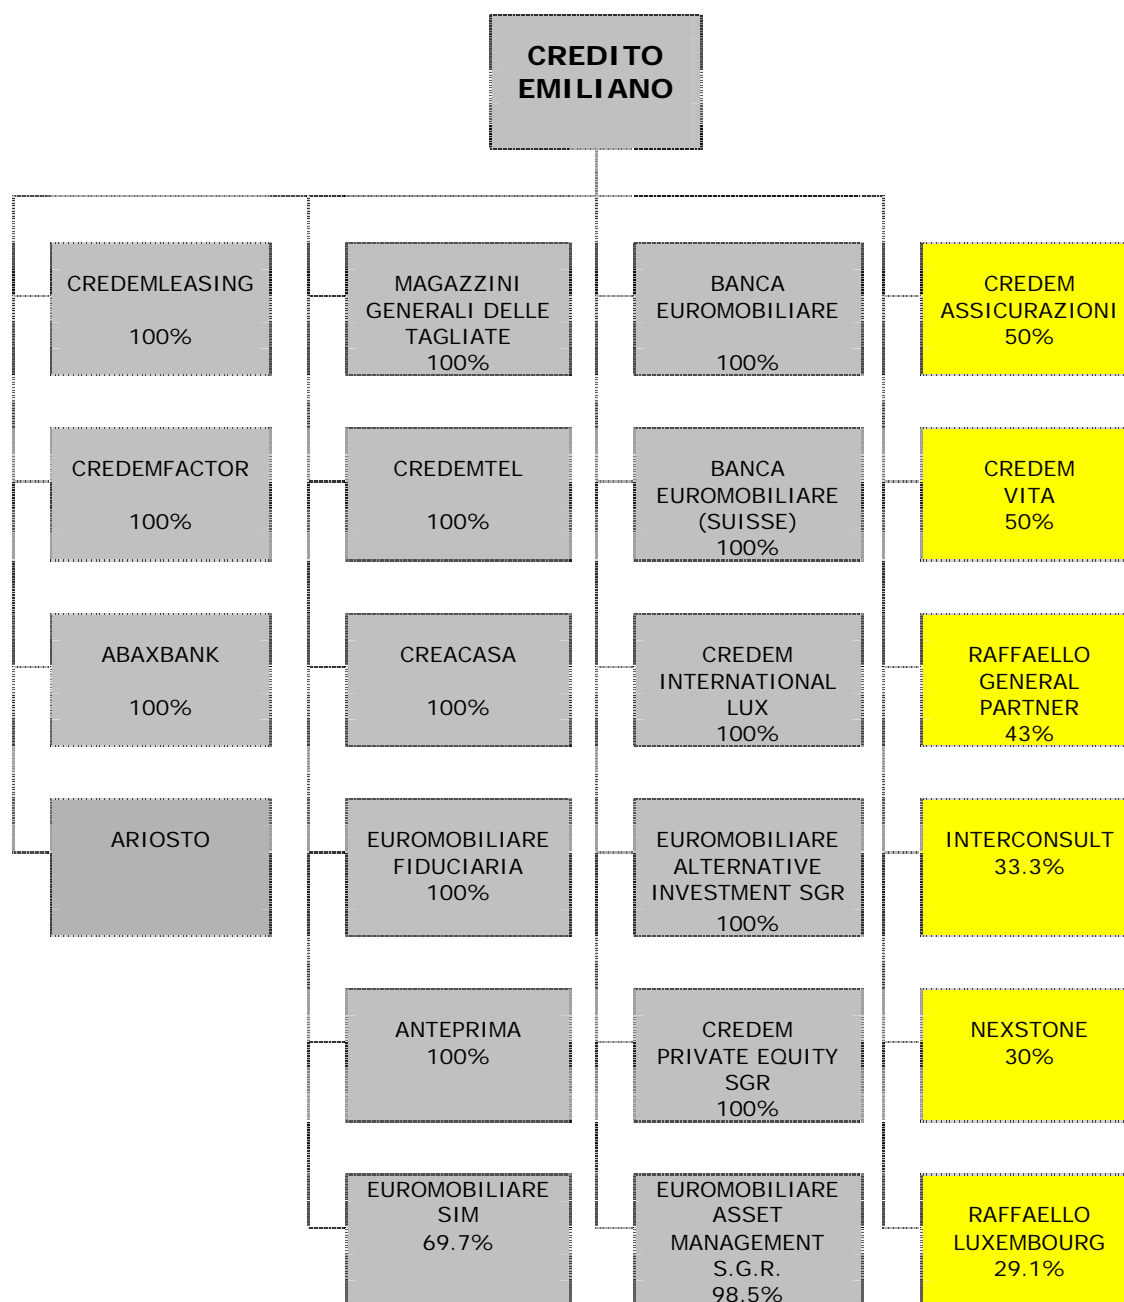 CREDITO
EMILIANO
CREDEMLEASING
100%
MAGAZZINI
GENERALI DELLE
TAGLIATE
100%
BANCA
EUROMOBILIARE
100%
CREDEM
ASSICURAZIONI
50%
CREDEMFACTOR
100%
CREDEMTEL
100%
BANCA
EUROMOBILIARE
(SUISSE)
100%
CREDEM
VITA
50%
ABAXBANK
100%
CREACASA
100%
CREDEM
INTERNATIONAL
LUX
100%
RAFFAELLO
GENERAL
PARTNER
43%
ARIOSTO
EUROMOBILIARE
FIDUCIARIA
100%
EUROMOBILIARE
ALTERNATIVE
INVESTMENT SGR
100%
INTERCONSULT
33.3%
ANTEPRIMA
100%
CREDEM
PRIVATE EQUITY
SGR
100%
NEXSTONE
30%
EUROMOBILIARE
SIM
69.7%
EUROMOBILIARE
ASSET
MANAGEMENT
S.G.R.
98.5%
RAFFAELLO
LUXEMBOURG
29.1%